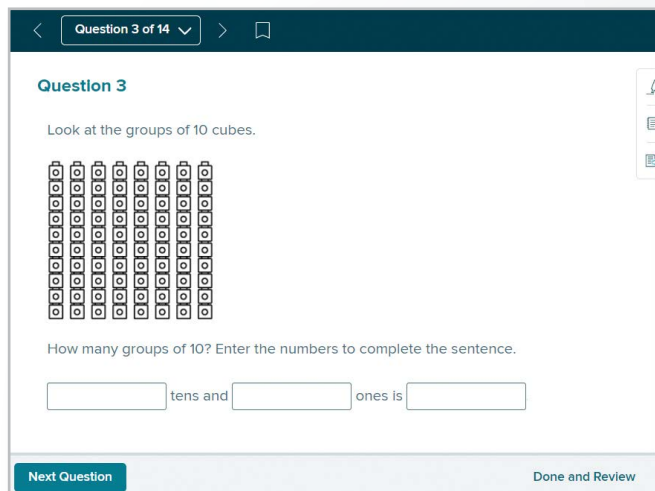 Question 3 of 14
Question 3
Look at the groups of 10 cubes.
How many groups of 10? Enter the numbers to complete the sentence.
tens and ones is
Next Question Done and Review